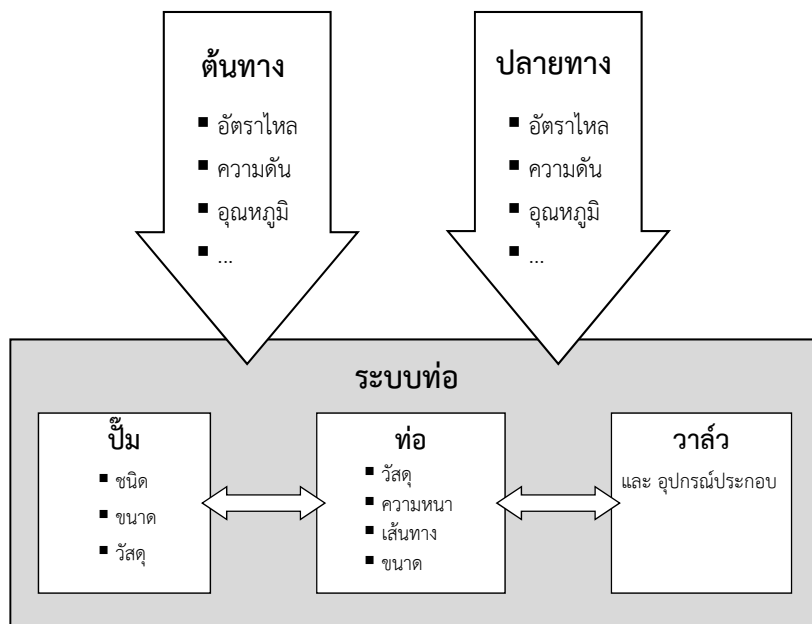 ต้นทาง
▪ อัตราไหล
▪ ความดัน
▪ อุณหภูมิ
▪ ...
ปลายทาง
▪ อัตราไหล
▪ ความดัน
▪ อุณหภูมิ
▪ ...
ระบบท่อ
ปั๊ม
▪ ชนิด
▪ ขนาด
▪ วัสดุ
ท่อ
▪ วัสดุ
▪ ความหนา
▪ เส้นทาง
▪ ขนาด
วาล์ว
และ อุปกรณ์ประกอบ